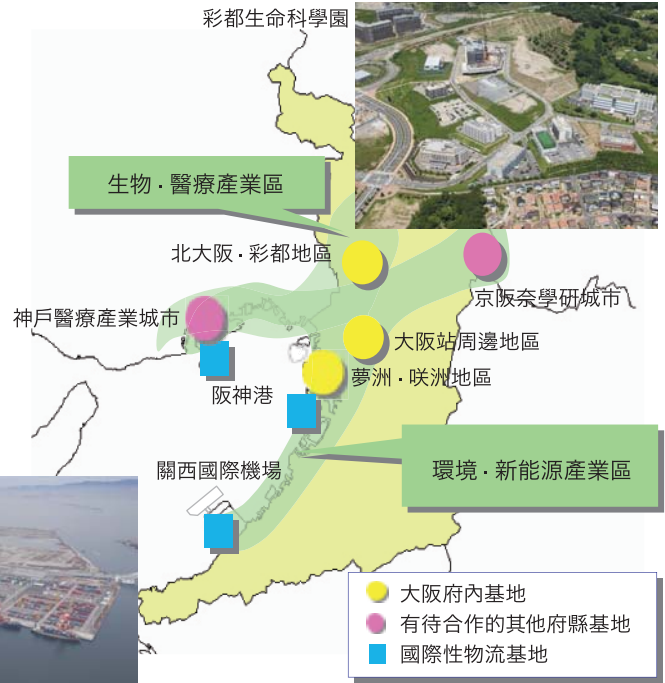 彩都生命科學園
生物．醫療產業區
北大阪．彩都地區
京阪奈學研城市
神戶醫療產業城市
大阪站周邊地區
夢洲．咲洲地區
阪神港
關西國際機場
環境．新能源產業區
大阪府內基地
有待合作的其他府縣基地
國際性物流基地